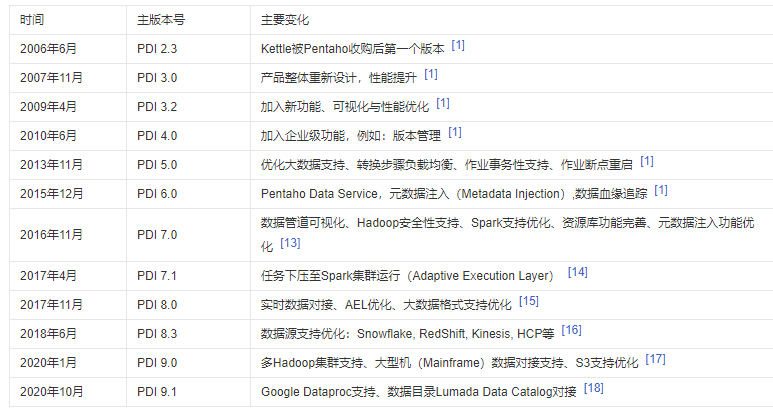 时间 主版本号 主要变化
2006年6月 PDI 2.3 Kettle被Pentaho收购后第一个版本 [1]
2007年11月 PDI 3.0 产品整体重新设计，性能提升 [1]
2009年4月 PDI 3.2 加入新功能、可视化与性能优化 [1]
2010年6月 PDI 4.0 加入企业级功能，例如：版本管理 [1]
2013年11月 PDI 5.0 优化大数据支持、转换步骤负载均衡、作业事务性支持、作业断点重启 [1]
2015年12月 PDI 6.0 Pentaho Data Service，元数据注入（Metadata Injection）,数据血缘追踪 [1]
2016年11月 PDI 7.0 数据管道可视化、Hadoop安全性支持、Spark支持优化、资源库功能完善、元数据注入功能优
化 [13]
2017年4月 PDI 7.1 任务下压至Spark集群运行（Adaptive Execution Layer） [14]
2017年11月 PDI 8.0 实时数据对接、AEL优化、大数据格式支持优化 [15]
2018年6月 PDI 8.3 数据源支持优化：Snowflake, RedShift, Kinesis, HCP等 [16]
2020年1月 PDI 9.0 多Hadoop集群支持、大型机（Mainframe）数据对接支持、S3支持优化 [17]
2020年10月 PDI 9.1 Google Dataproc支持、数据目录Lumada Data Catalog对接 [18]